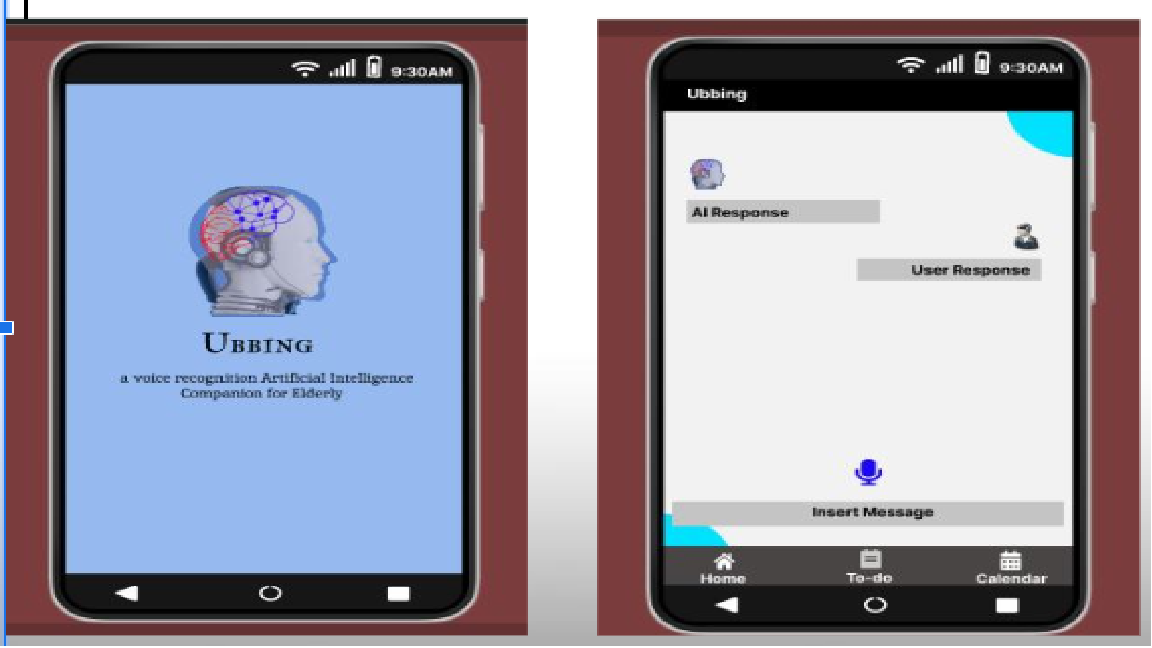 9:30AM
UBBING
a voice recognition Artificial Intelligence
Companion for Elderly
9:30AM
Ubbing
AI Response
User Response
Insert Message
Home To-do Calendar